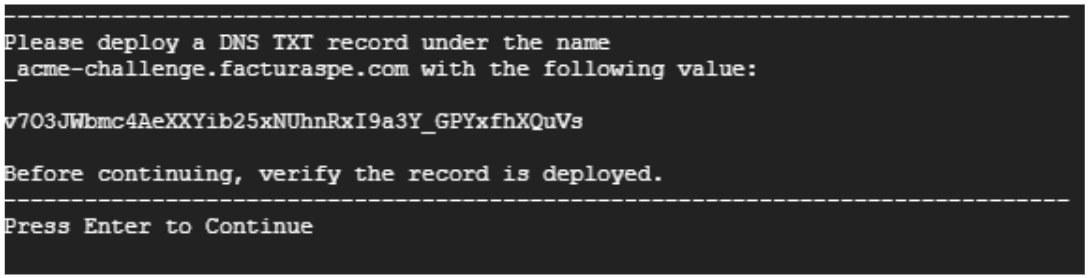 -------------------------------------------------------------------------------
Please deploy a DNS TXT record under the name
_acme-challenge.facturaspe.com with the following value:
v7O3JWbmc4AeXXYib25xNUhnRxI9a3Y_GPYxfhXQuVs
Before continuing, verify the record is deployed.
-------------------------------------------------------------------------------
Press Enter to Continue